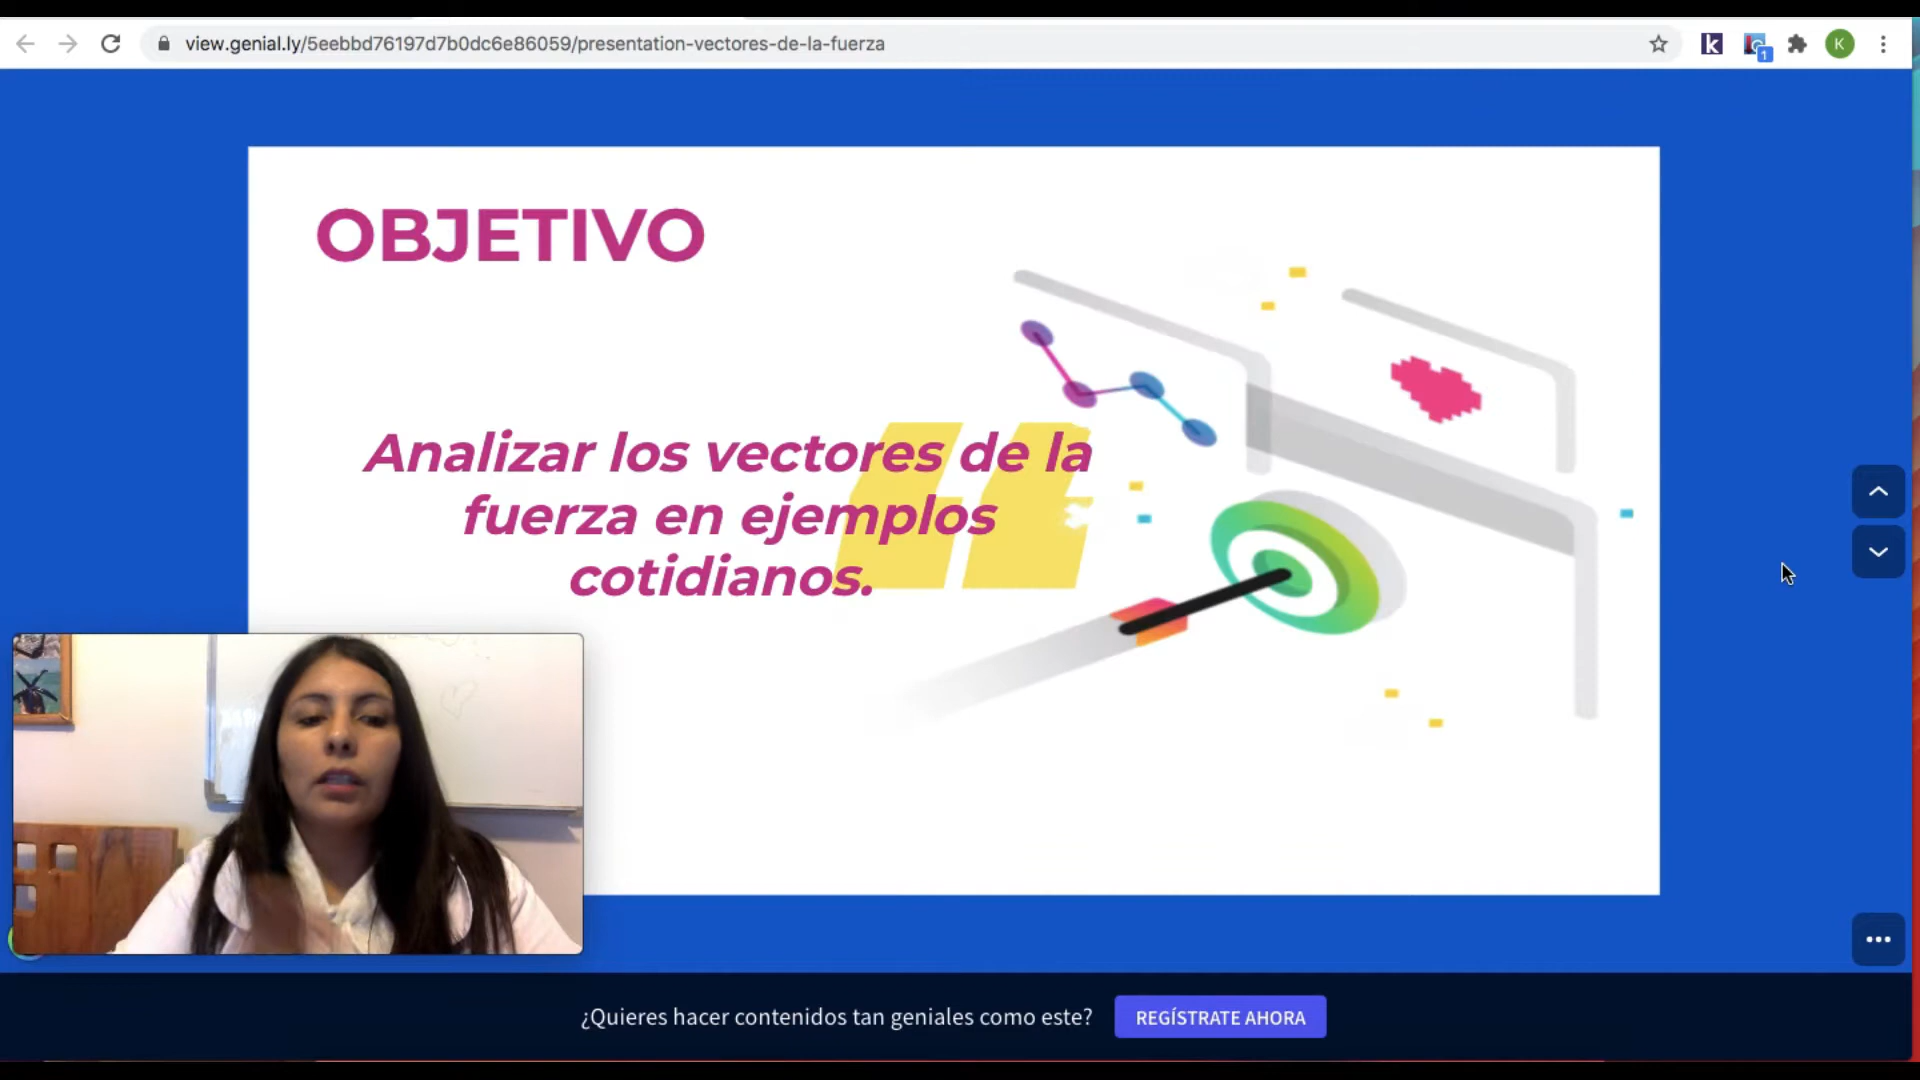 view.genial.ly/5eebbd76197d7b0dc6e86059/presentation-vectores-de-la-fuerza
K
1
K
OBJETIVO
Analizar los vectores de la
fuerza en ejemplos
cotidianos.
¿Quieres hacer contenidos tan geniales como este?
REGÍSTRATE AHORA